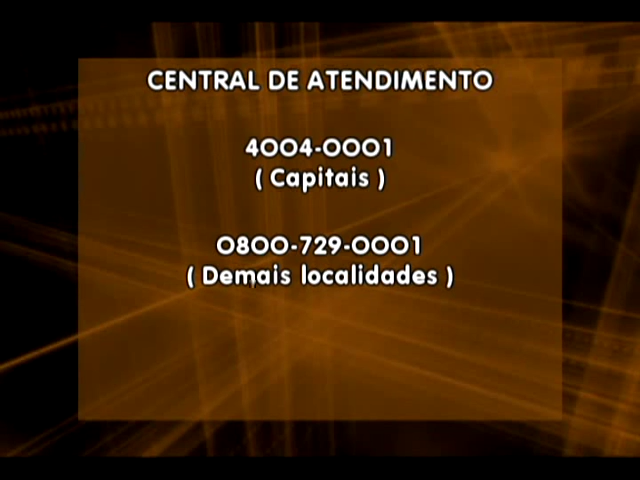 CENTRAL DE ATENDIMENTO
4004-0001
( Capitais )
0800-729-0001
( Demais localidades )